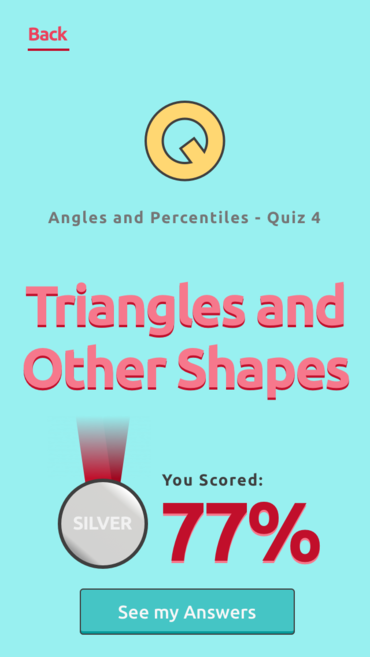 Back
Angles and Percentiles - Quiz 4
Triangles and
Other Shapes
You Scored:
SILVER
77%
See my Answers